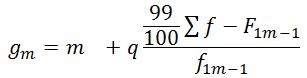 g_m = m + q \frac{\frac{99}{100} \sum f - F_{1m-1}}{f_{1m-1}}